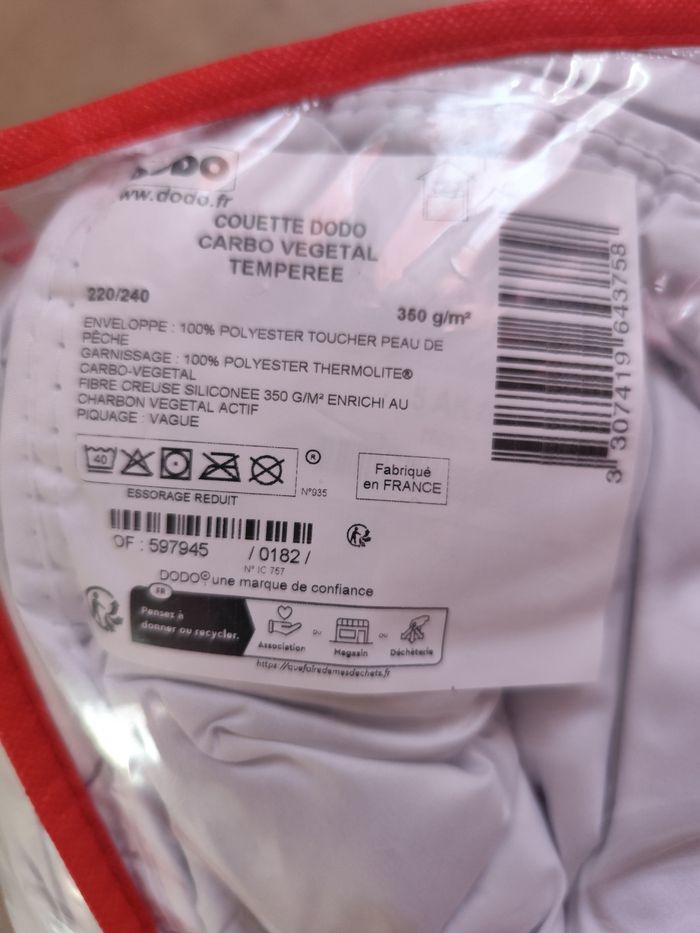 DODO
ww.dodo.fr
COUETTE DODO
CARBO VEGETAL
TEMPEREE
220/240
350 g/m²
ENVELOPPE : 100% POLYESTER TOUCHER PEAU DE
PÊCHE
GARNISSAGE : 100% POLYESTER THERMOLITE®
CARBO-VEGETAL
FIBRE CREUSE SILICONEE 350 G/M² ENRICHI AU
CHARBON VEGETAL ACTIF
PIQUAGE : VAGUE
40
®
N°935
ESSORAGE REDUIT
Fabriqué
en FRANCE
3 307419 643758
OF : 597945 / 0182 /
N° IC 757
DODO® une marque de confiance
FR
Pensez à
donner ou recycler.
Association
ou
Magasin
ou
Déchèterie
https://quefairedemesdechets.fr